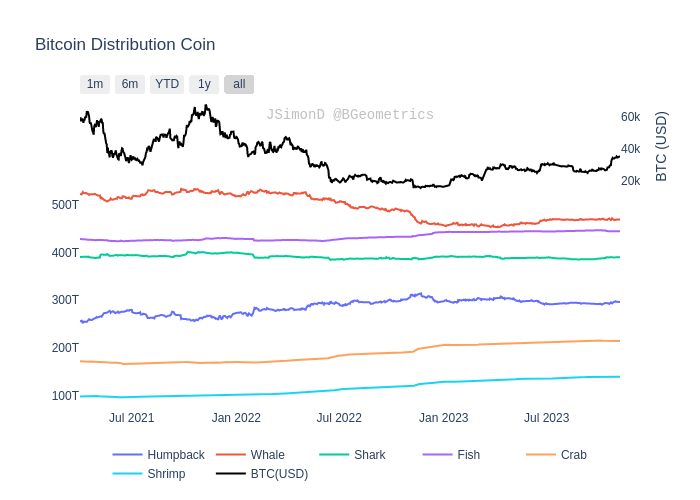 Bitcoin Distribution Coin
1m 6m YTD 1y all
JSimonD @BGeometrics
60k
40k
20k
BTC (USD)
500T
400T
300T
200T
100T
Jul 2021 Jan 2022 Jul 2022 Jan 2023 Jul 2023
Humpback Whale Shark Fish Crab
Shrimp BTC(USD)